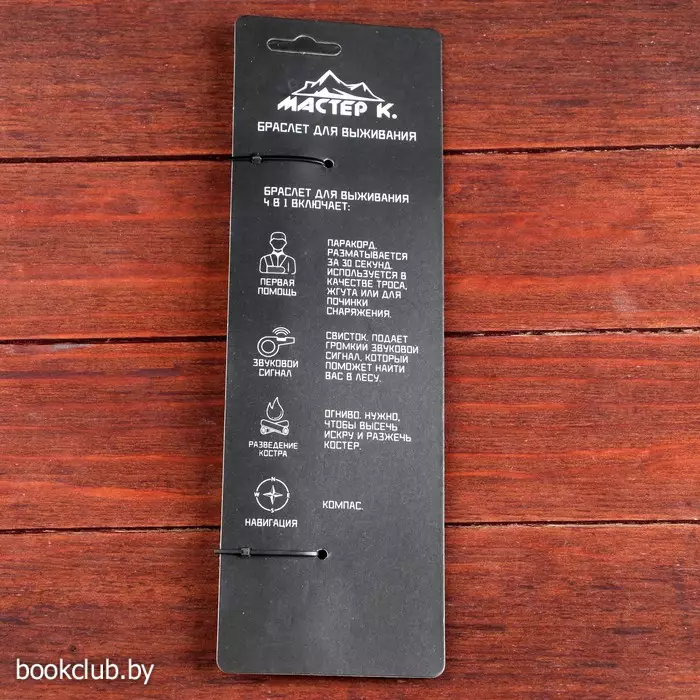 МАСТЕР К.
БРАСЛЕТ ДЛЯ ВЫЖИВАНИЯ
БРАСЛЕТ ДЛЯ ВЫЖИВАНИЯ
4 В 1 ВКЛЮЧАЕТ:
ПЕРВАЯ
ПОМОЩЬ
ПАРАКОРД.
РАЗМАТЫВАЕТСЯ
ЗА 30 СЕКУНД.
ИСПОЛЬЗУЕТСЯ В
КАЧЕСТВЕ ТРОСА,
ЖГУТА ИЛИ ДЛЯ
ПОЧИНКИ
СНАРЯЖЕНИЯ.
ЗВУКОВОЙ
СИГНАЛ
СВИСТОК. ПОДАЕТ
ГРОМКИЙ ЗВУКОВОЙ
СИГНАЛ, КОТОРЫЙ
ПОМОЖЕТ НАЙТИ
ВАС В ЛЕСУ.
РАЗВЕДЕНИЕ
КОСТРА
ОГНИВО. НУЖНО,
ЧТОБЫ ВЫСЕЧЬ
ИСКРУ И РАЗЖЕЧЬ
КОСТЕР.
N
W E
S
НАВИГАЦИЯ
КОМПАС.
bookclub.by